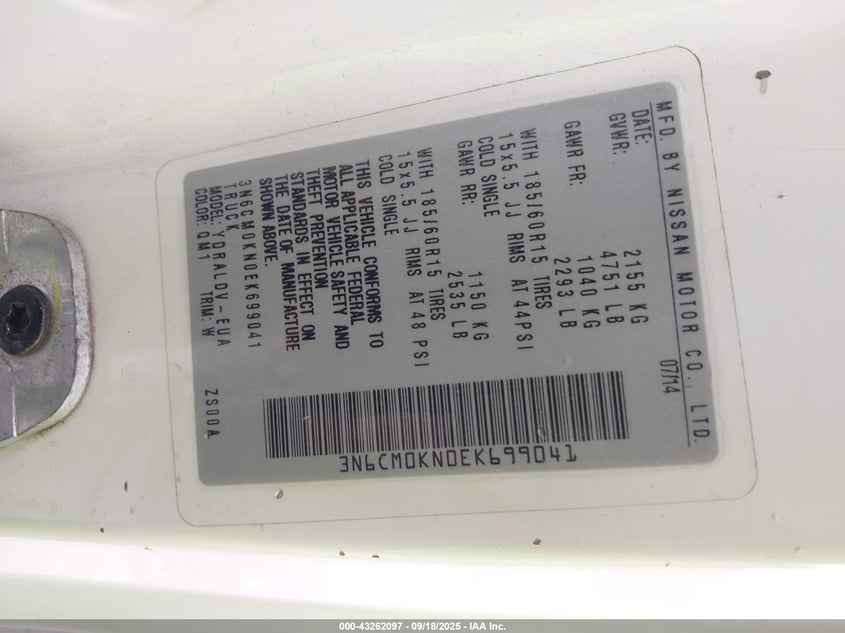 MFD. BY NISSAN MOTOR CO., LTD.
DATE: 07/14
GVWR: 2155 KG
4751 LB
GAWR FR: 1040 KG
2293 LB
WITH 185/60R15 TIRES
15x5.5 JJ RIMS AT 44PSI
COLD SINGLE
GAWR RR: 1150 KG
2535 LB
WITH 185/60R15 TIRES
15x5.5 JJ RIMS AT 48 PSI
COLD SINGLE
THIS VEHICLE CONFORMS TO
ALL APPLICABLE FEDERAL
MOTOR VEHICLE SAFETY AND
THEFT PREVENTION
STANDARDS IN EFFECT ON
THE DATE OF MANUFACTURE
SHOWN ABOVE.
3N6CM0KN0EK699041
TRUCK
MODEL: YDRALDV-EUA
COLOR: QM1 TRIM: W ZS00A
3N6CM0KN0EK699041
000-43262097 - 09/18/2025 - IAA Inc.